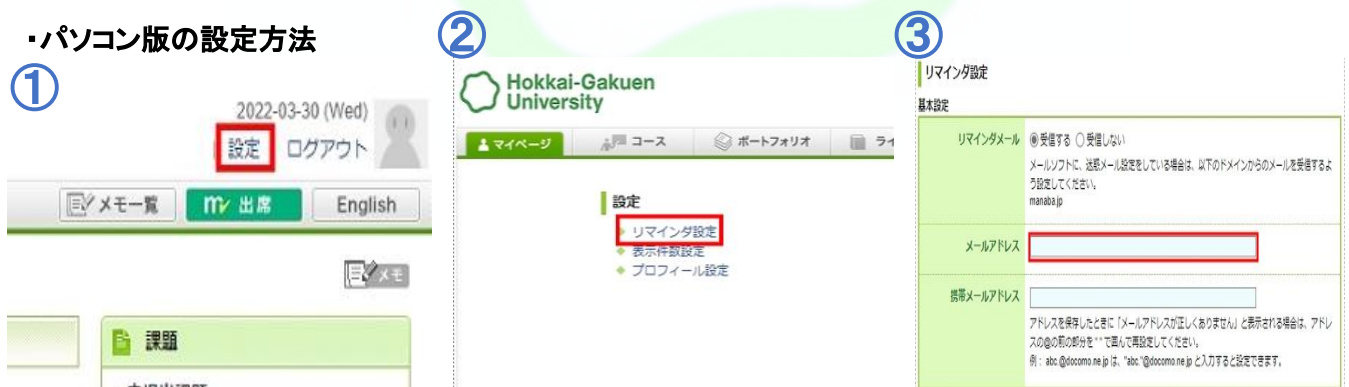 ・パソコン版の設定方法
①
2022-03-30 (Wed)
設定 ログアウト
メモ一覧 出席 English
メモ
課題
②
Hokkai-Gakuen
University
マイページ コース ポートフォリオ
設定
リマインダ設定
表示件数設定
プロフィール設定
③
リマインダ設定
基本設定
リマインダメール ◉受信する ○受信しない
メールソフトに、迷惑メール設定をしている場合は、以下のドメインからのメールを受信するよ
う設定してください。
manaba.jp
メールアドレス
携帯メールアドレス
アドレスを保存したときに「メールアドレスが正しくありません」と表示される場合は、アドレ
スの@の前の部分を""で囲んで再設定してください。
例：abc.@docomo.ne.jp は、"abc."@docomo.ne.jp と入力すると設定できます。